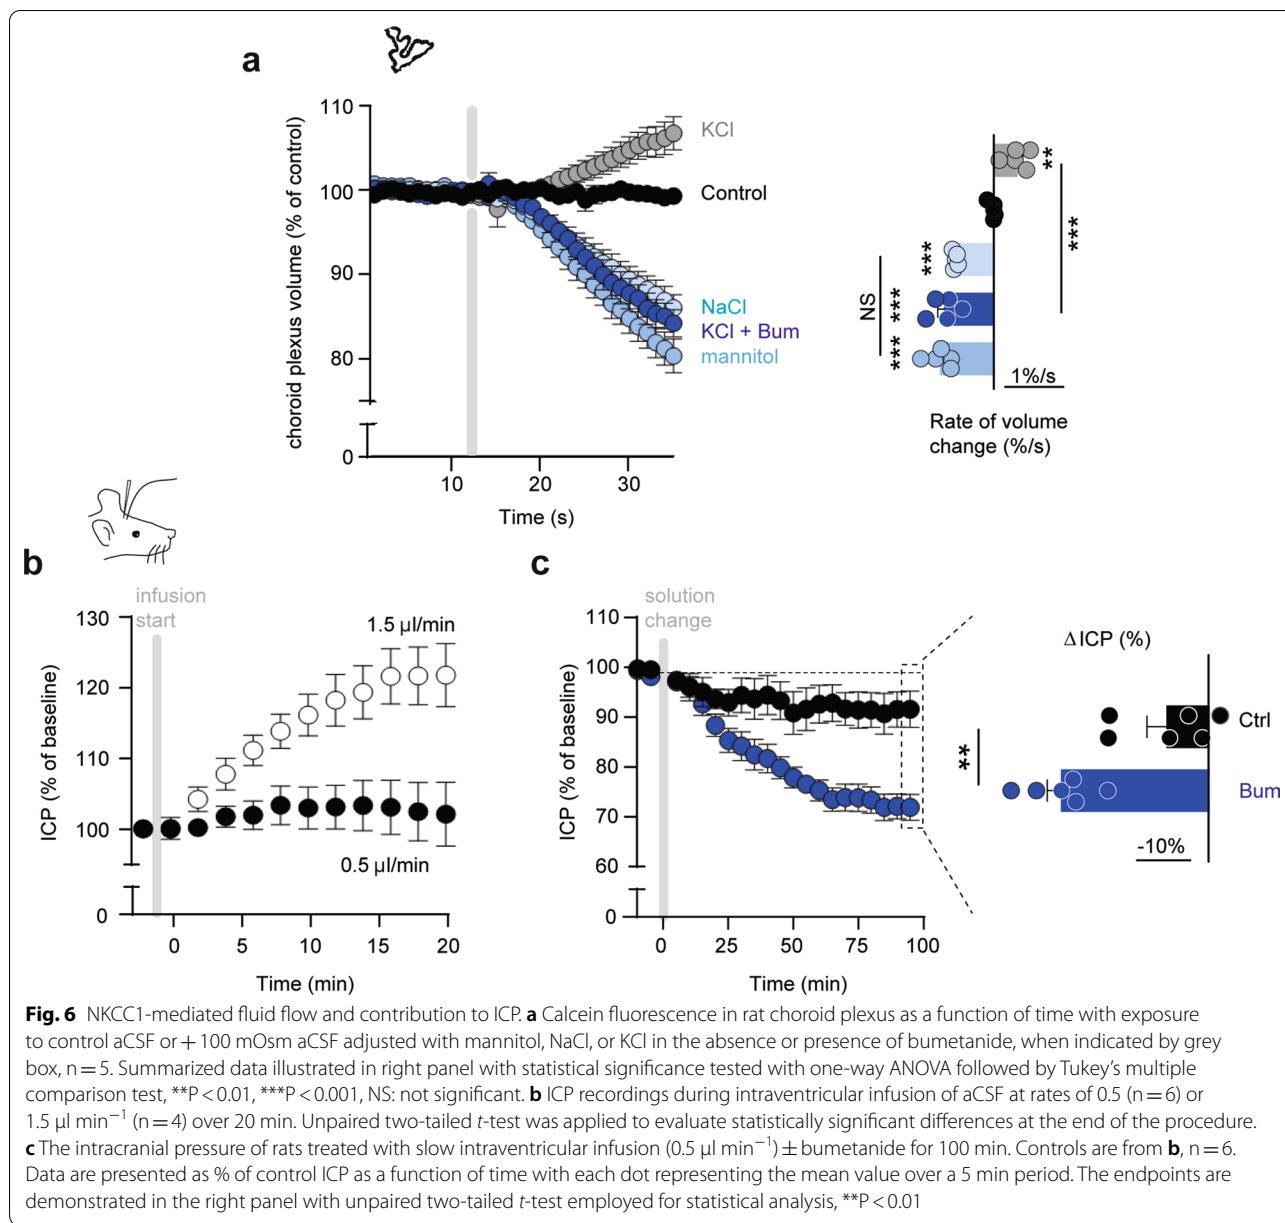 a
choroid plexus volume (% of control)
110
100
90
80
0
10
20
30
Time (s)
KCl
Control
NaCl
KCl + Bum
mannitol
**
***
***
***
***
NS
1%/s
Rate of volume
change (%/s)
b
infusion
start
ICP (% of baseline)
130
120
110
100
0
1.5 µl/min
0.5 µl/min
0
5
10
15
20
Time (min)
c
solution
change
ICP (% of baseline)
110
100
90
80
70
60
0
0
25
50
75
100
Time (min)
Δ ICP (%)
Ctrl
**
Bum
-10%
Fig. 6 NKCC1-mediated fluid flow and contribution to ICP. a Calcein fluorescence in rat choroid plexus as a function of time with exposure
to control aCSF or + 100 mOsm aCSF adjusted with mannitol, NaCl, or KCl in the absence or presence of bumetanide, when indicated by grey
box, n = 5. Summarized data illustrated in right panel with statistical significance tested with one-way ANOVA followed by Tukey's multiple
comparison test, **P < 0.01, ***P < 0.001, NS: not significant. b ICP recordings during intraventricular infusion of aCSF at rates of 0.5 (n = 6) or
1.5 µl min⁻¹ (n = 4) over 20 min. Unpaired two-tailed t-test was applied to evaluate statistically significant differences at the end of the procedure.
c The intracranial pressure of rats treated with slow intraventricular infusion (0.5 µl min⁻¹) ± bumetanide for 100 min. Controls are from b, n = 6.
Data are presented as % of control ICP as a function of time with each dot representing the mean value over a 5 min period. The endpoints are
demonstrated in the right panel with unpaired two-tailed t-test employed for statistical analysis, **P < 0.01